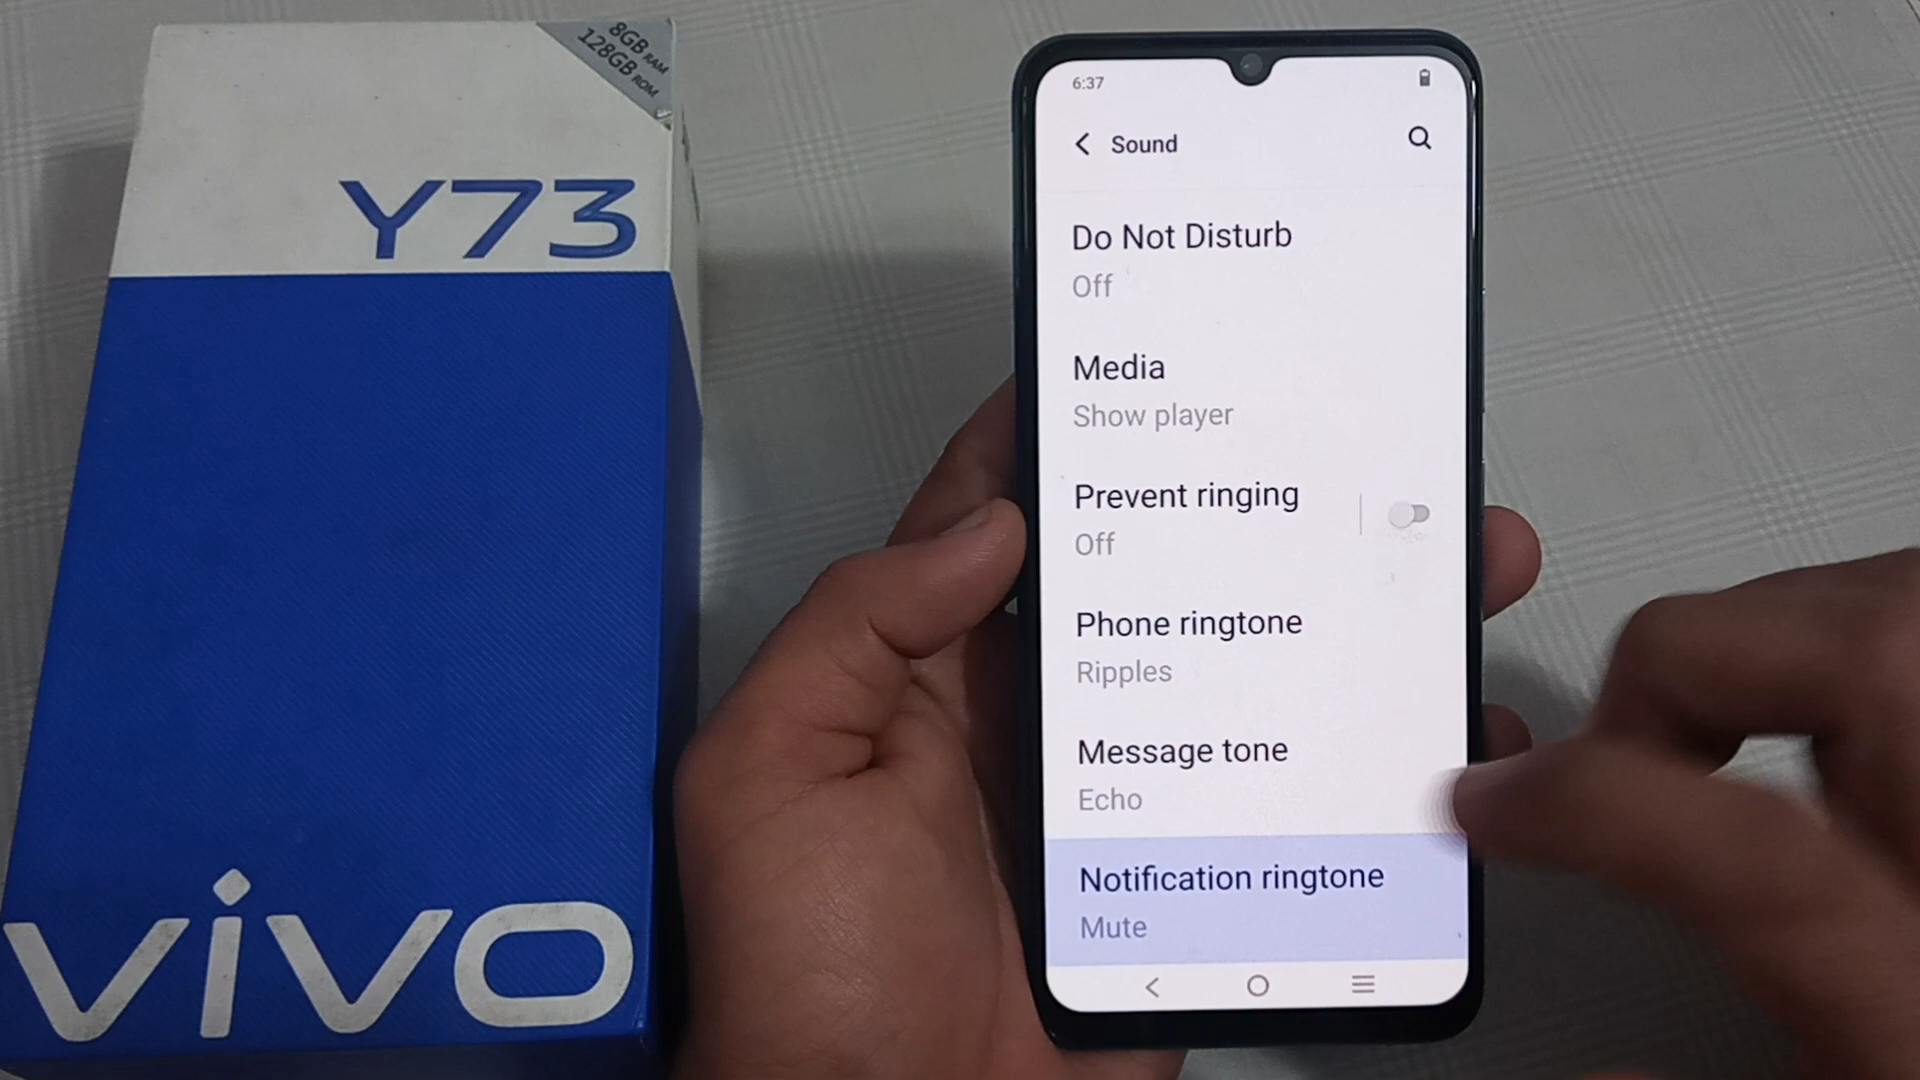 8GB RAM
128GB ROM
Y73
vivo
6:37
Sound
Do Not Disturb
Off
Media
Show player
Prevent ringing
Off
Phone ringtone
Ripples
Message tone
Echo
Notification ringtone
Mute